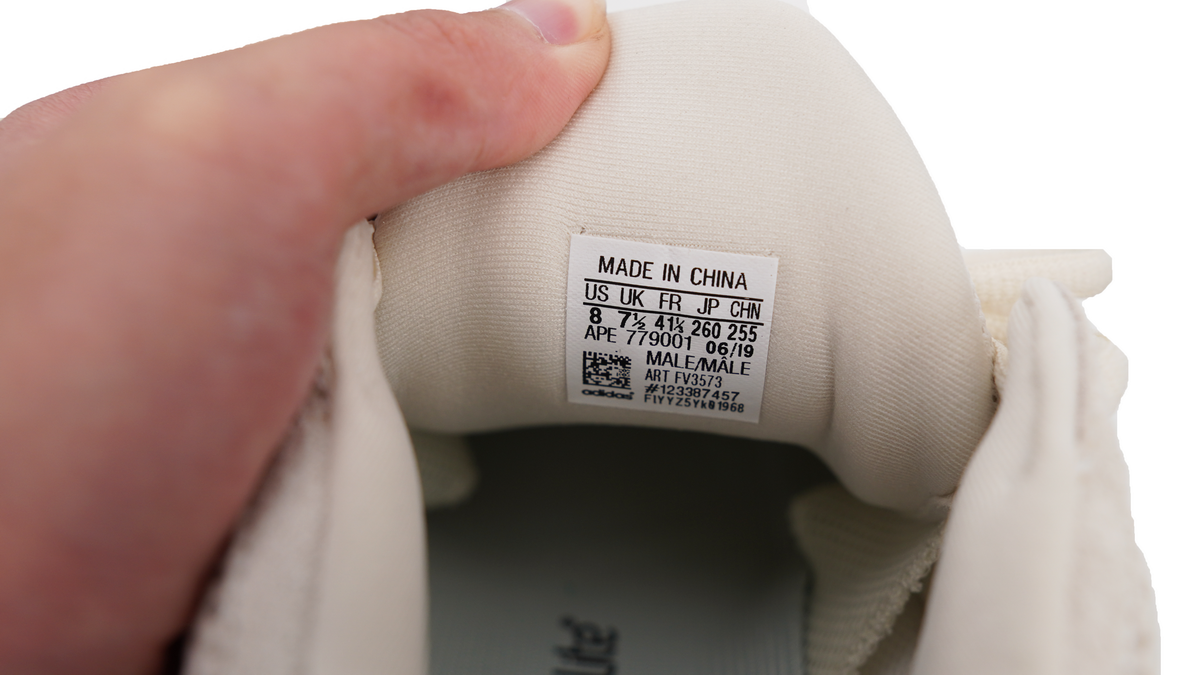 MADE IN CHINA
US UK FR JP CHN
8 7½ 41⅓ 260 255
APE 779001 06/19
MALE/MÂLE
ART FV3573
#123387457
F1YYZ5Yk01968
adidas
Lite